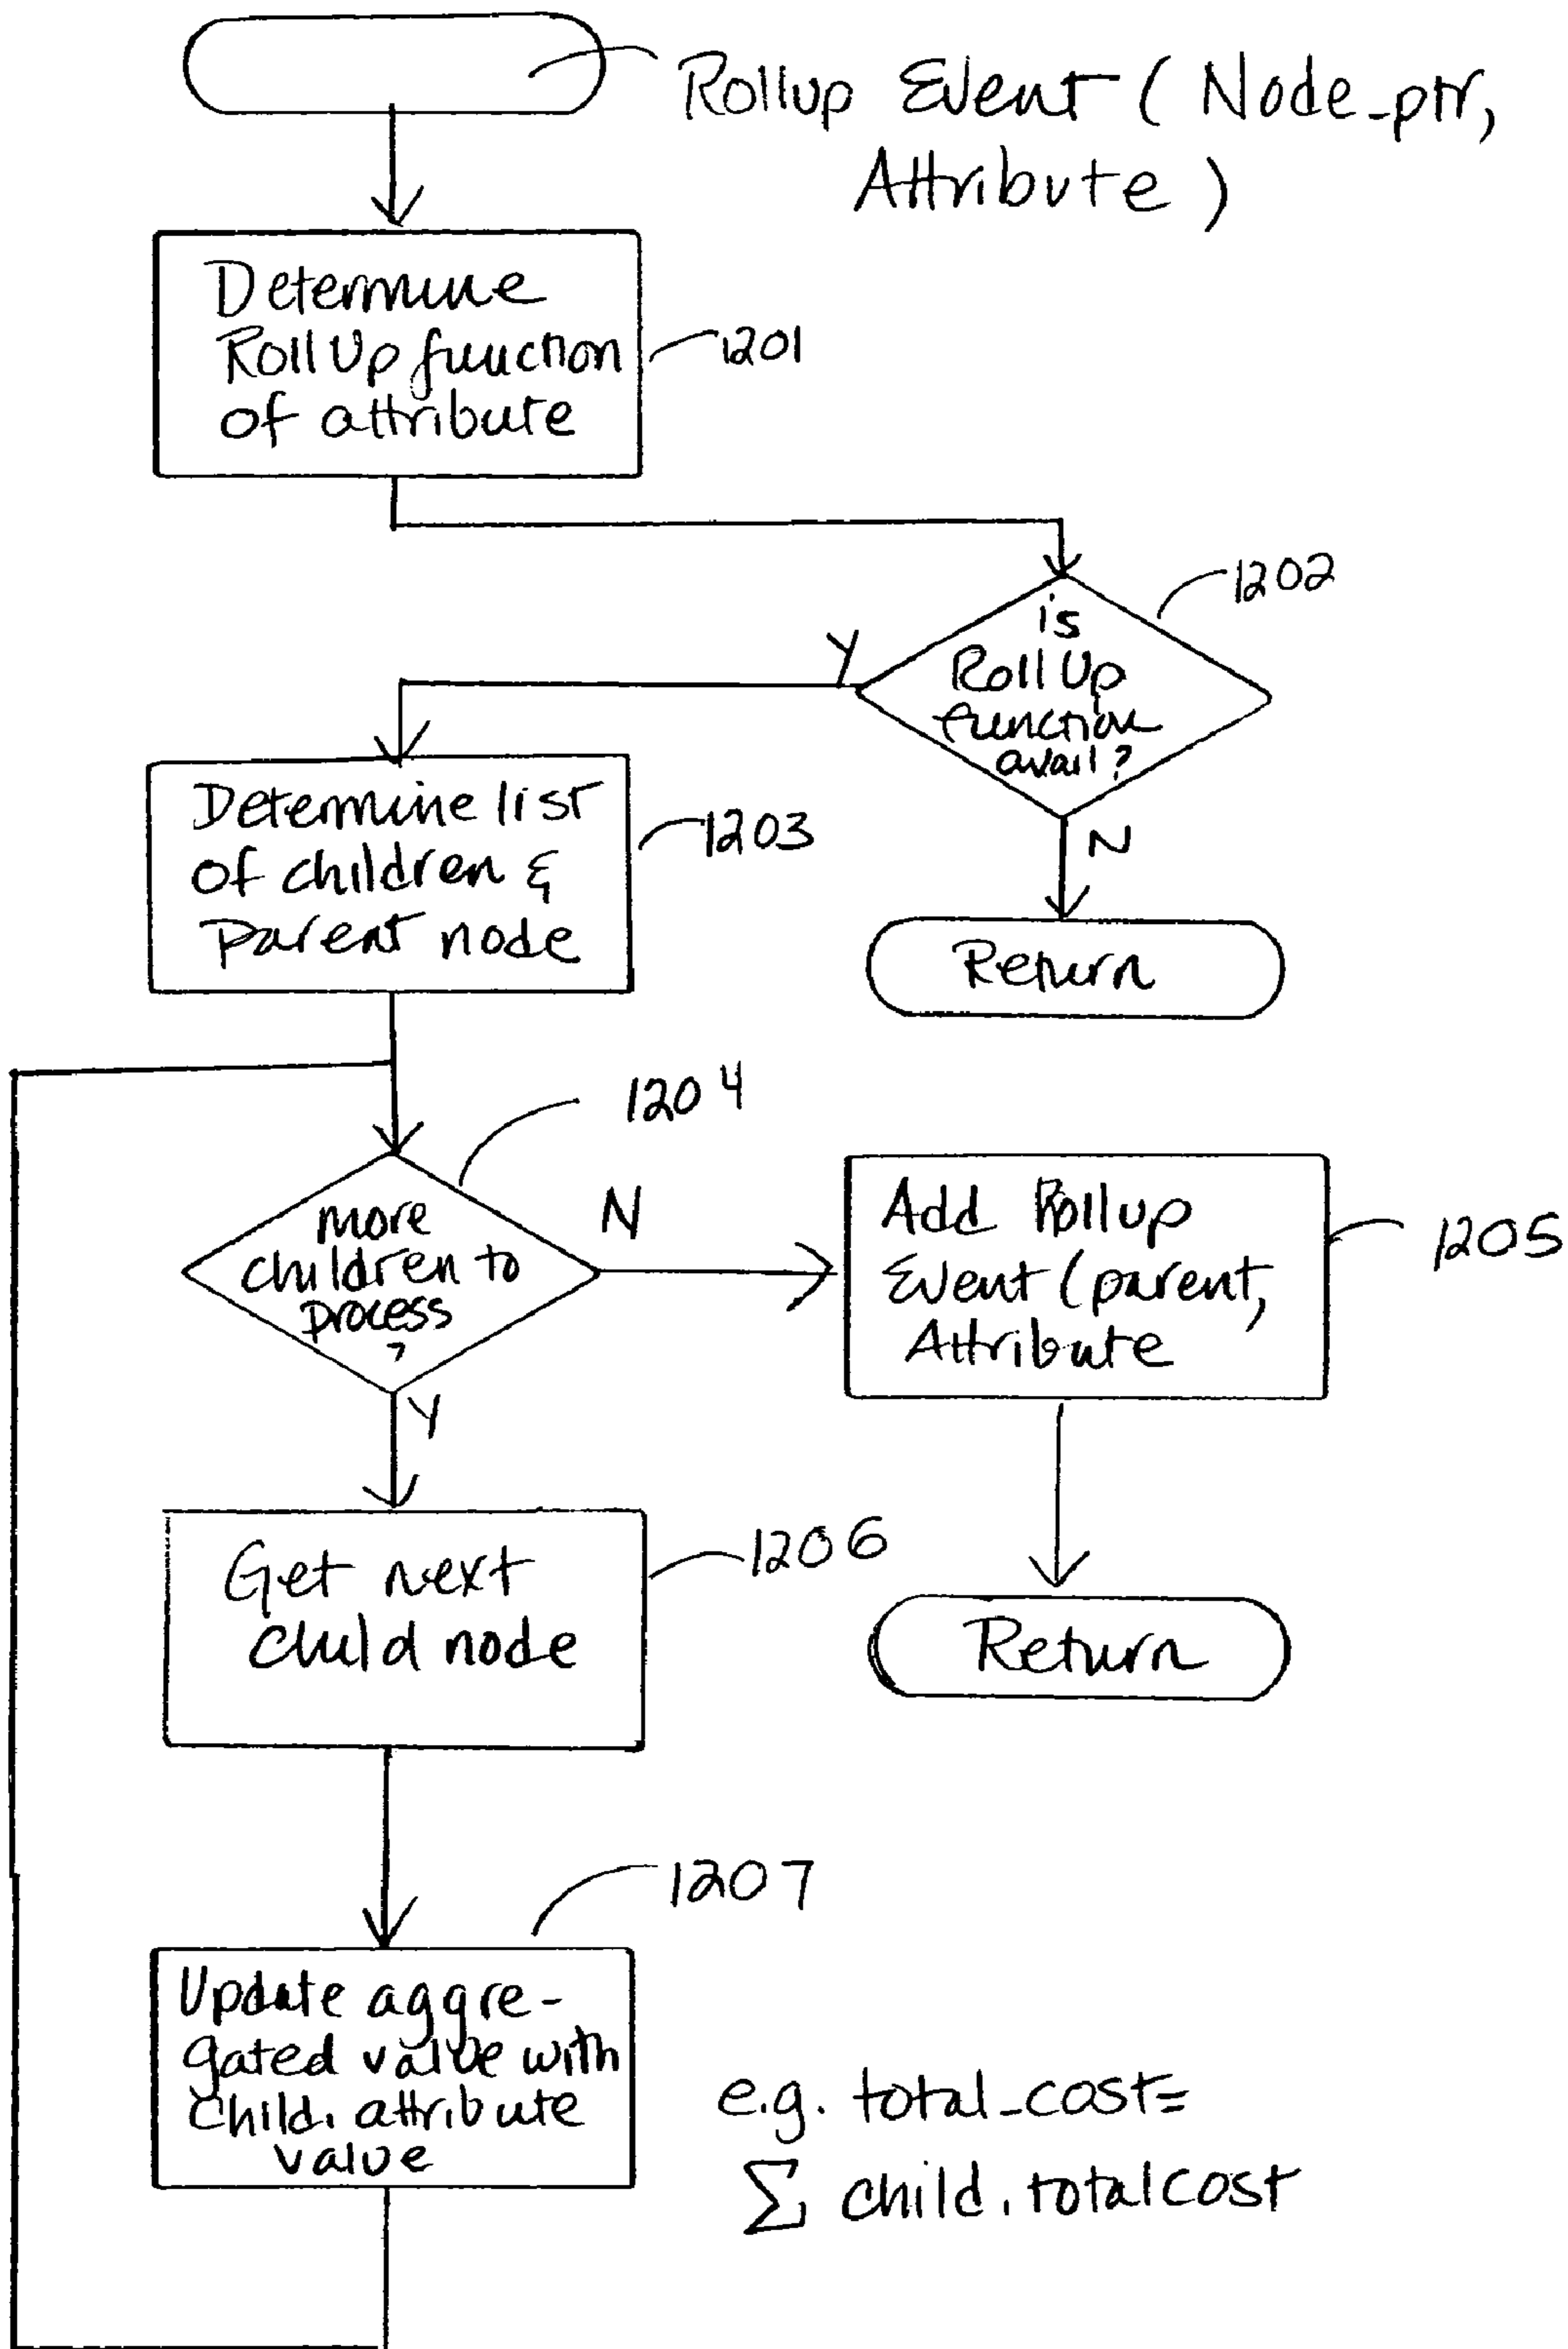 Rollup Event ( Node_ptr,
Attribute )
Determine
Roll Up function
of attribute
1201
1202
is
Roll Up
function
avail?
Y
N
Determine list
of children &
Parent node
1203
Return
1204
more
children to
process
?
N
Y
Add Rollup
Event (parent,
Attribute
1205
Get next
child node
1206
Return
1207
Update aggre-
gated value with
child. attribute
value
e.g. total_cost=
∑ child.totalcost